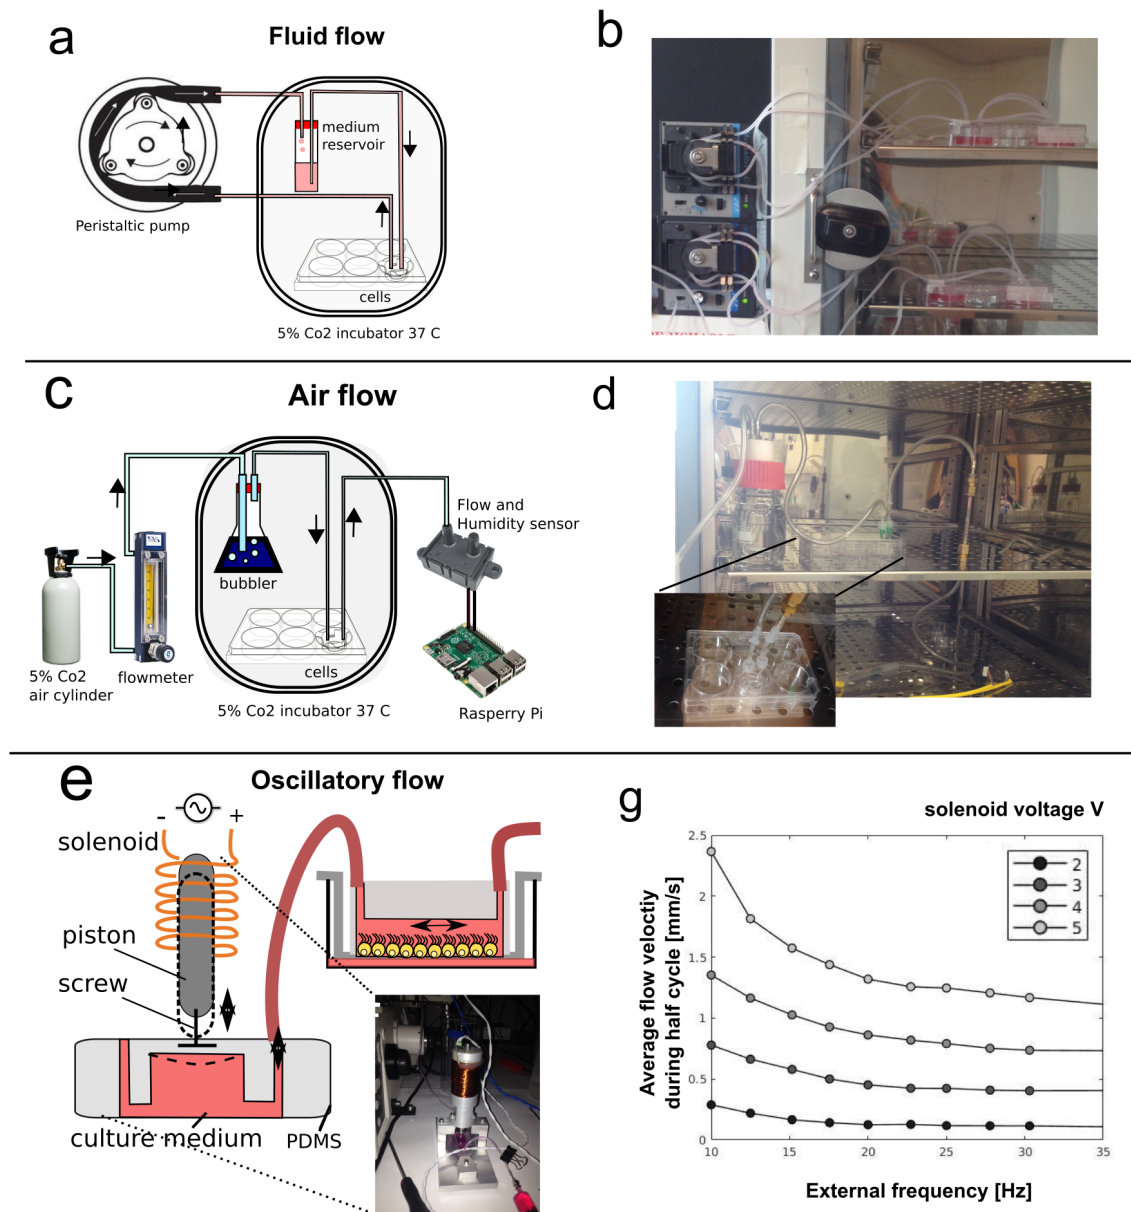 a
Fluid flow
b
medium
reservoir
Peristaltic pump
cells
5% Co2 incubator 37 C
c
Air flow
d
Flow and
Humidity sensor
bubbler
5% Co2
air cylinder
flowmeter
cells
5% Co2 incubator 37 C
Rasperry Pi
e
Oscillatory flow
- +
solenoid
piston
screw
culture medium
PDMS
g
solenoid voltage V
2.5
2
1.5
1
0.5
0
2
3
4
5
Average flow veloctiy
during half cycle [mm/s]
10 15 20 25 30 35
External frequency [Hz]